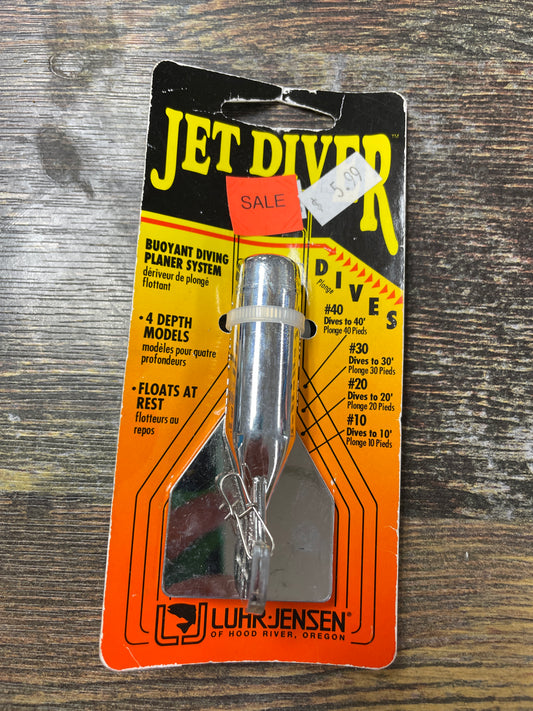 JET DIVER™
SALE
5.99
BUOYANT DIVING
PLANER SYSTEM
dériveur de plongé
flottant
• 4 DEPTH
MODELS
modèles pour quatre
profondeurs
• FLOATS AT
REST
flotteurs au
repos
DIVES
Plonge
#40
Dives to 40'
Plonge 40 Pieds
#30
Dives to 30'
Plonge 30 Pieds
#20
Dives to 20'
Plonge 20 Pieds
#10
Dives to 10'
Plonge 10 Pieds
LJ LUHR-JENSEN®
OF HOOD RIVER, OREGON